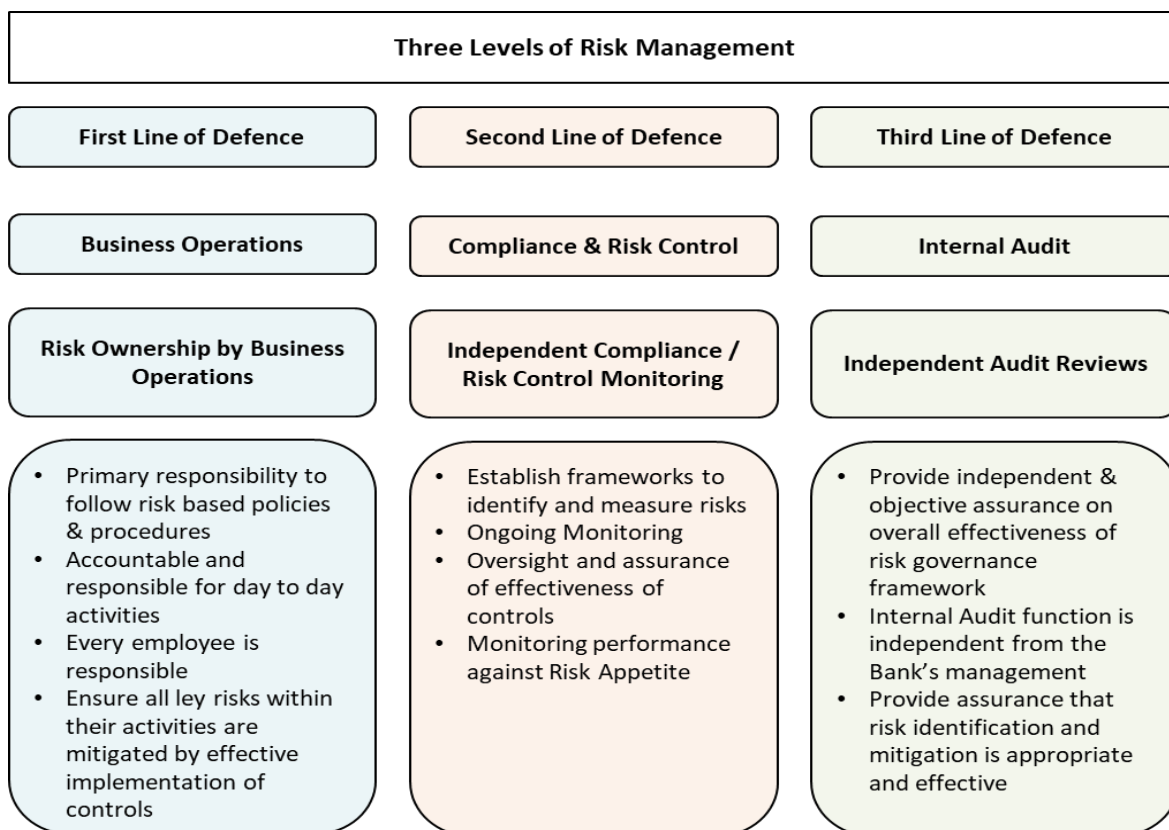 Three Levels of Risk Management
First Line of Defence
Second Line of Defence
Third Line of Defence
Business Operations
Compliance & Risk Control
Internal Audit
Risk Ownership by Business
Operations
Independent Compliance /
Risk Control Monitoring
Independent Audit Reviews
• Primary responsibility to
follow risk based policies
& procedures
• Accountable and
responsible for day to day
activities
• Every employee is
responsible
• Ensure all ley risks within
their activities are
mitigated by effective
implementation of
controls
• Establish frameworks to
identify and measure risks
• Ongoing Monitoring
• Oversight and assurance
of effectiveness of
controls
• Monitoring performance
against Risk Appetite
• Provide independent &
objective assurance on
overall effectiveness of
risk governance
framework
• Internal Audit function is
independent from the
Bank’s management
• Provide assurance that
risk identification and
mitigation is appropriate
and effective